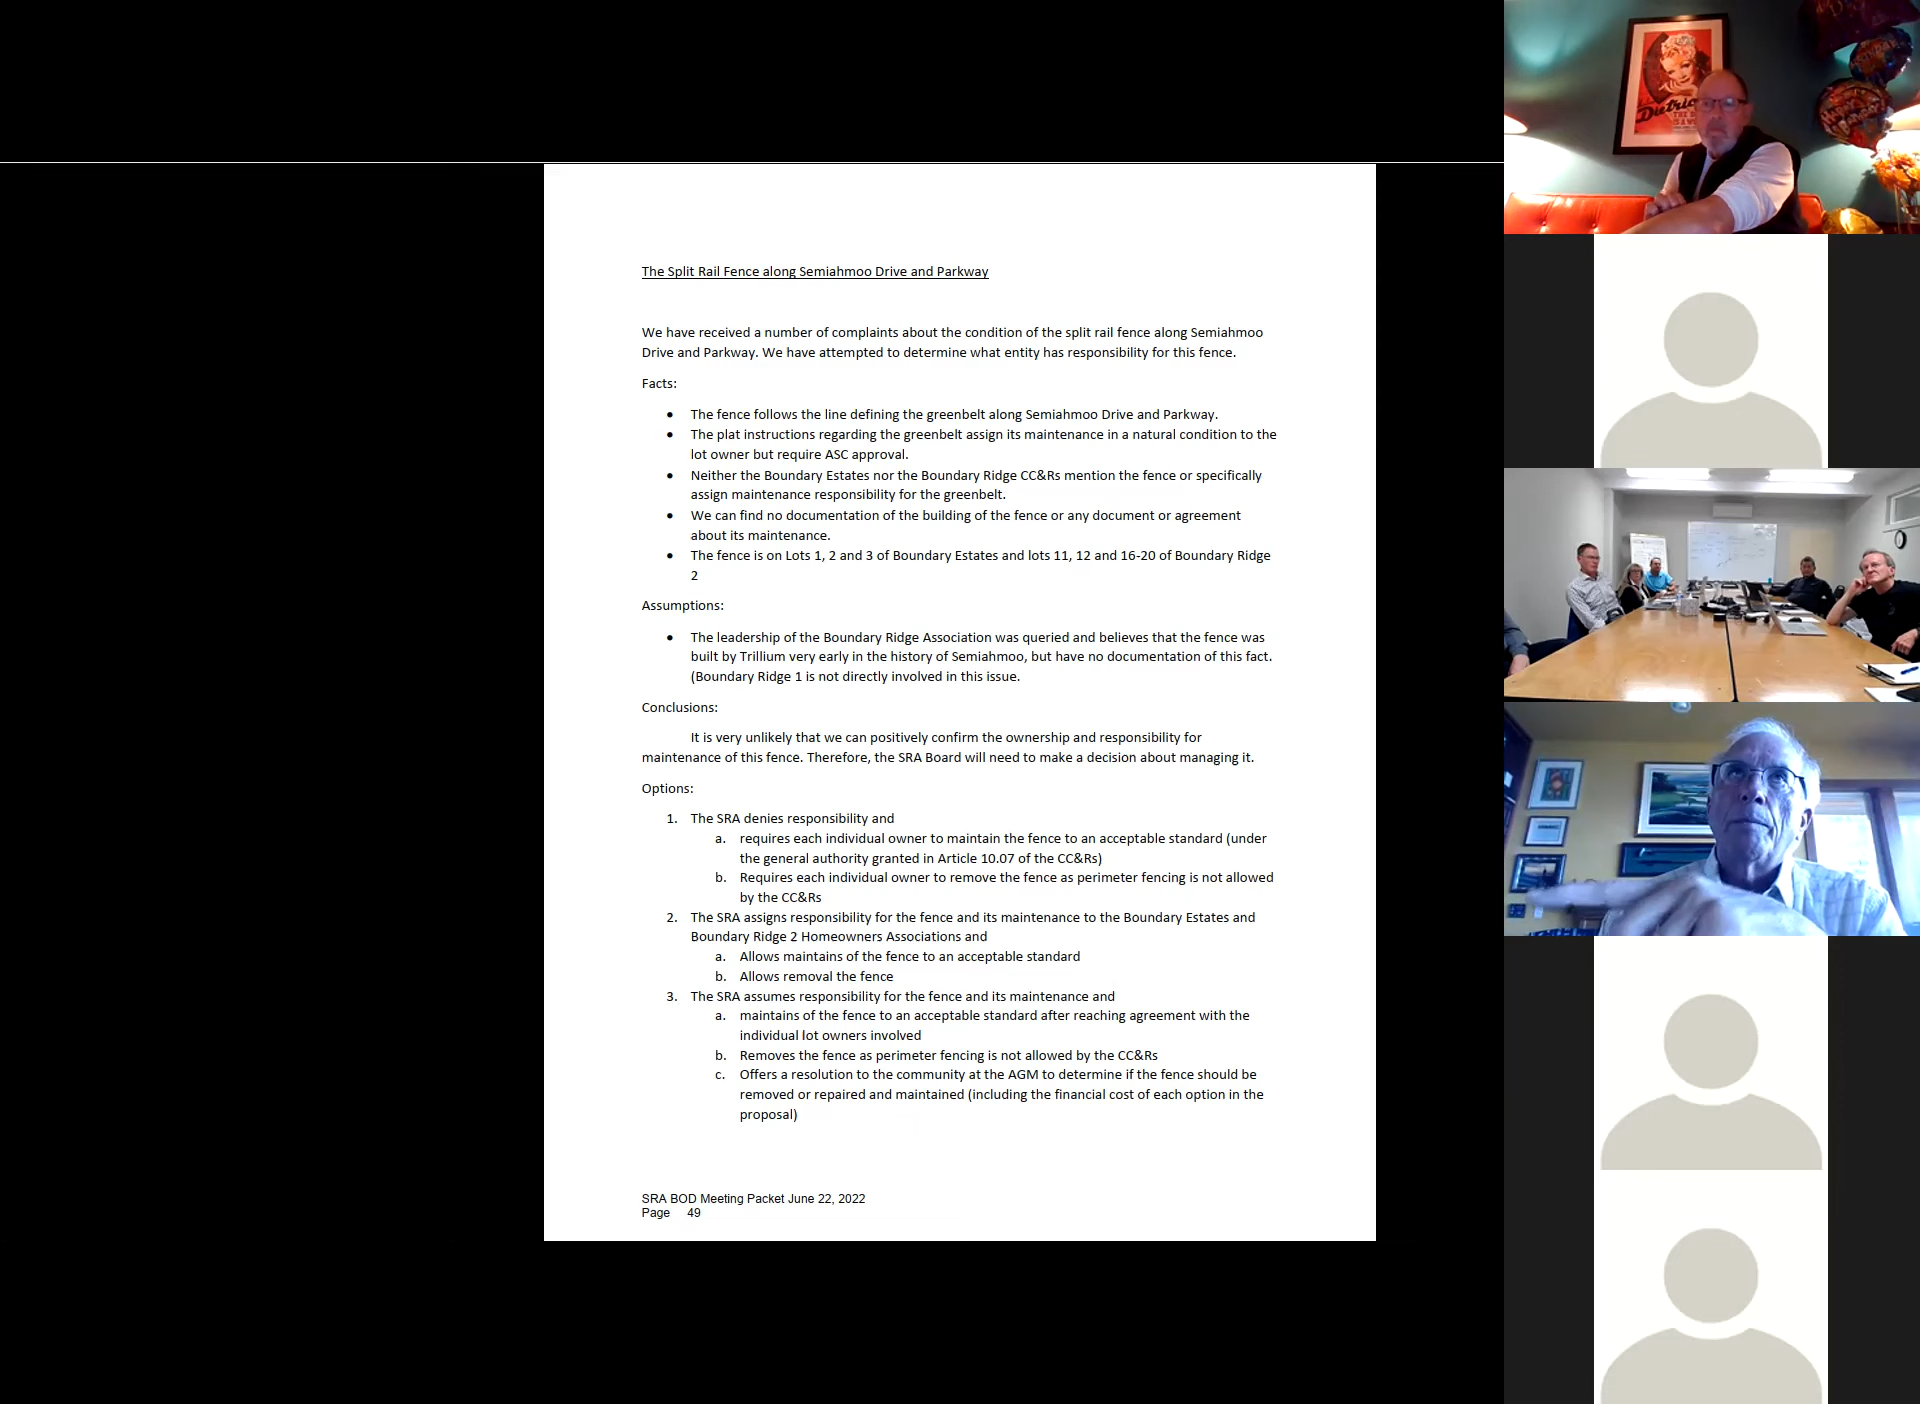 The Split Rail Fence along Semiahmoo Drive and Parkway
We have received a number of complaints about the condition of the split rail fence along Semiahmoo
Drive and Parkway. We have attempted to determine what entity has responsibility for this fence.
Facts:
• The fence follows the line defining the greenbelt along Semiahmoo Drive and Parkway.
• The plat instructions regarding the greenbelt assign its maintenance in a natural condition to the
lot owner but require ASC approval.
• Neither the Boundary Estates nor the Boundary Ridge CC&Rs mention the fence or specifically
assign maintenance responsibility for the greenbelt.
• We can find no documentation of the building of the fence or any document or agreement
about its maintenance.
• The fence is on Lots 1, 2 and 3 of Boundary Estates and lots 11, 12 and 16-20 of Boundary Ridge
2
Assumptions:
• The leadership of the Boundary Ridge Association was queried and believes that the fence was
built by Trillium very early in the history of Semiahmoo, but have no documentation of this fact.
(Boundary Ridge 1 is not directly involved in this issue.
Conclusions:
It is very unlikely that we can positively confirm the ownership and responsibility for
maintenance of this fence. Therefore, the SRA Board will need to make a decision about managing it.
Options:
1. The SRA denies responsibility and
a. requires each individual owner to maintain the fence to an acceptable standard (under
the general authority granted in Article 10.07 of the CC&Rs)
b. Requires each individual owner to remove the fence as perimeter fencing is not allowed
by the CC&Rs
2. The SRA assigns responsibility for the fence and its maintenance to the Boundary Estates and
Boundary Ridge 2 Homeowners Associations and
a. Allows maintains of the fence to an acceptable standard
b. Allows removal the fence
3. The SRA assumes responsibility for the fence and its maintenance and
a. maintains of the fence to an acceptable standard after reaching agreement with the
individual lot owners involved
b. Removes the fence as perimeter fencing is not allowed by the CC&Rs
c. Offers a resolution to the community at the AGM to determine if the fence should be
removed or repaired and maintained (including the financial cost of each option in the
proposal)
SRA BOD Meeting Packet June 22, 2022
Page 49
Dietric